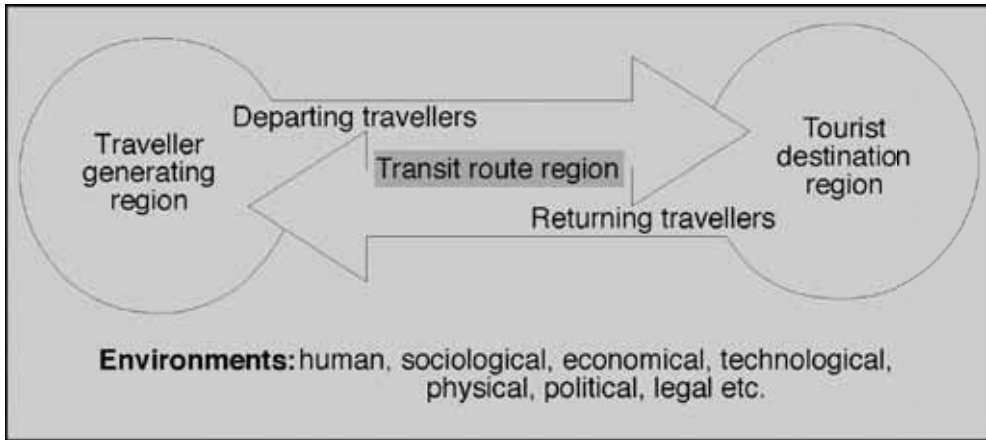 Traveller
generating
region
Departing travellers
Transit route region
Returning travellers
Tourist
destination
region
Environments: human, sociological, economical, technological,
physical, political, legal etc.